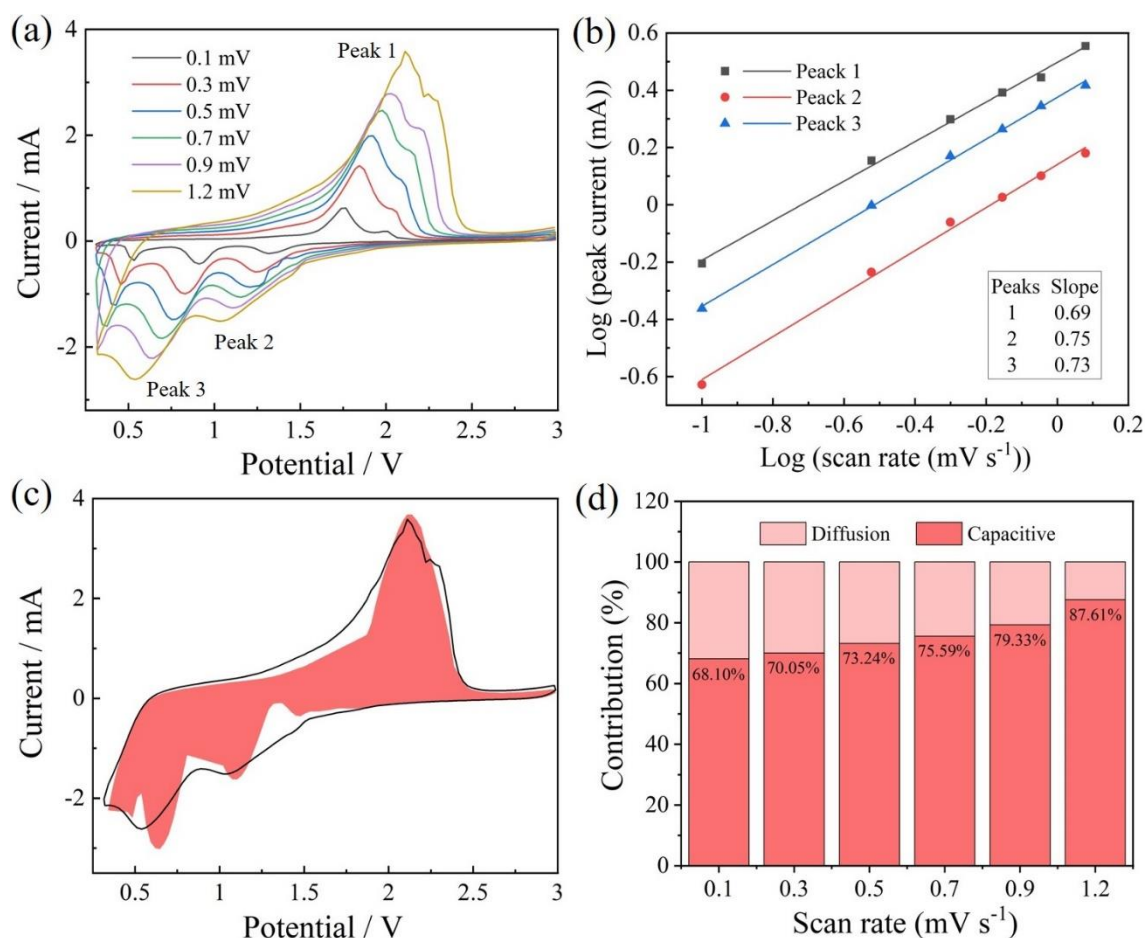 (a)
4
2
0
-2
Current / mA
0.5 1 1.5 2 2.5 3
Potential / V
0.1 mV
0.3 mV
0.5 mV
0.7 mV
0.9 mV
1.2 mV
Peak 1
Peak 2
Peak 3
(b)
0.6
0.4
0.2
0
-0.2
-0.4
-0.6
Log (peak current (mA))
-1 -0.8 -0.6 -0.4 -0.2 0 0.2
Log (scan rate (mV s⁻¹))
Peack 1
Peack 2
Peack 3
Peaks Slope
1 0.69
2 0.75
3 0.73
(c)
4
2
0
-2
Current / mA
0.5 1 1.5 2 2.5 3
Potential / V
(d)
120
100
80
60
40
20
0
Contribution (%)
Diffusion Capacitive
68.10% 70.05% 73.24% 75.59% 79.33% 87.61%
0.1 0.3 0.5 0.7 0.9 1.2
Scan rate (mV s⁻¹)